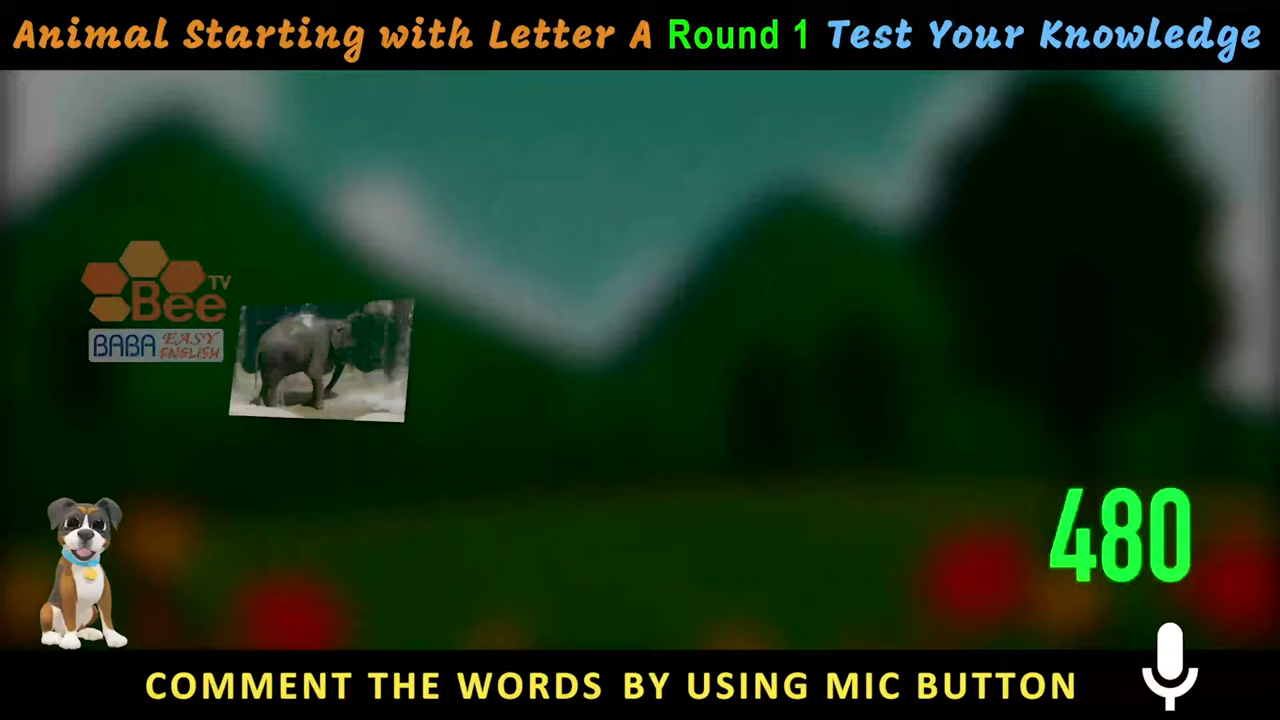 Animal Starting with Letter A Round 1 Test Your Knowledge
Bee TV
BABA EASY ENGLISH
480
COMMENT THE WORDS BY USING MIC BUTTON